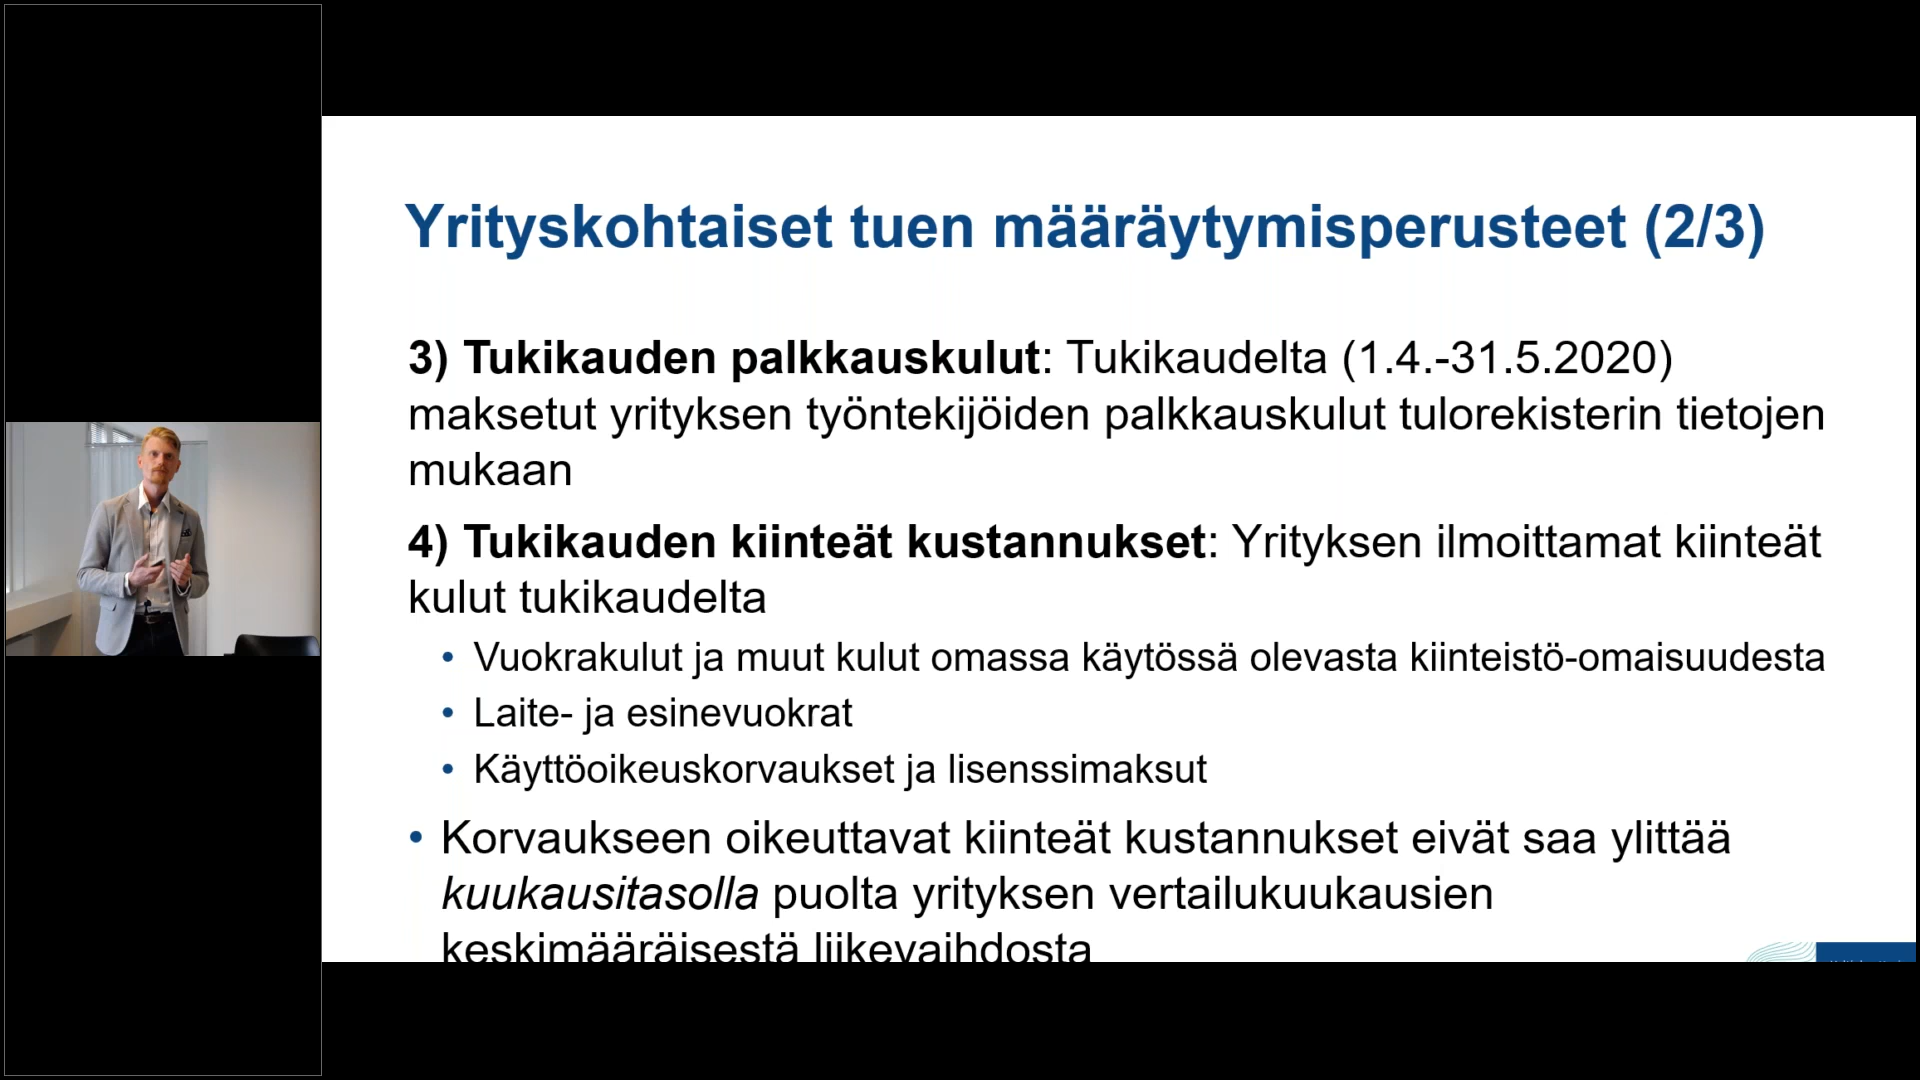 Yrityskohtaiset tuen määräytymisperusteet (2/3)
3) Tukikauden palkkauskulut: Tukikaudelta (1.4.-31.5.2020)
maksetut yrityksen työntekijöiden palkkauskulut tulorekisterin tietojen
mukaan
4) Tukikauden kiinteät kustannukset: Yrityksen ilmoittamat kiinteät
kulut tukikaudelta
• Vuokrakulut ja muut kulut omassa käytössä olevasta kiinteistö-omaisuudesta
• Laite- ja esinevuokrat
• Käyttöoikeuskorvaukset ja lisenssimaksut
• Korvaukseen oikeuttavat kiinteät kustannukset eivät saa ylittää
kuukausitasolla puolta yrityksen vertailukuukausien
keskimääräisestä liikevaihdosta